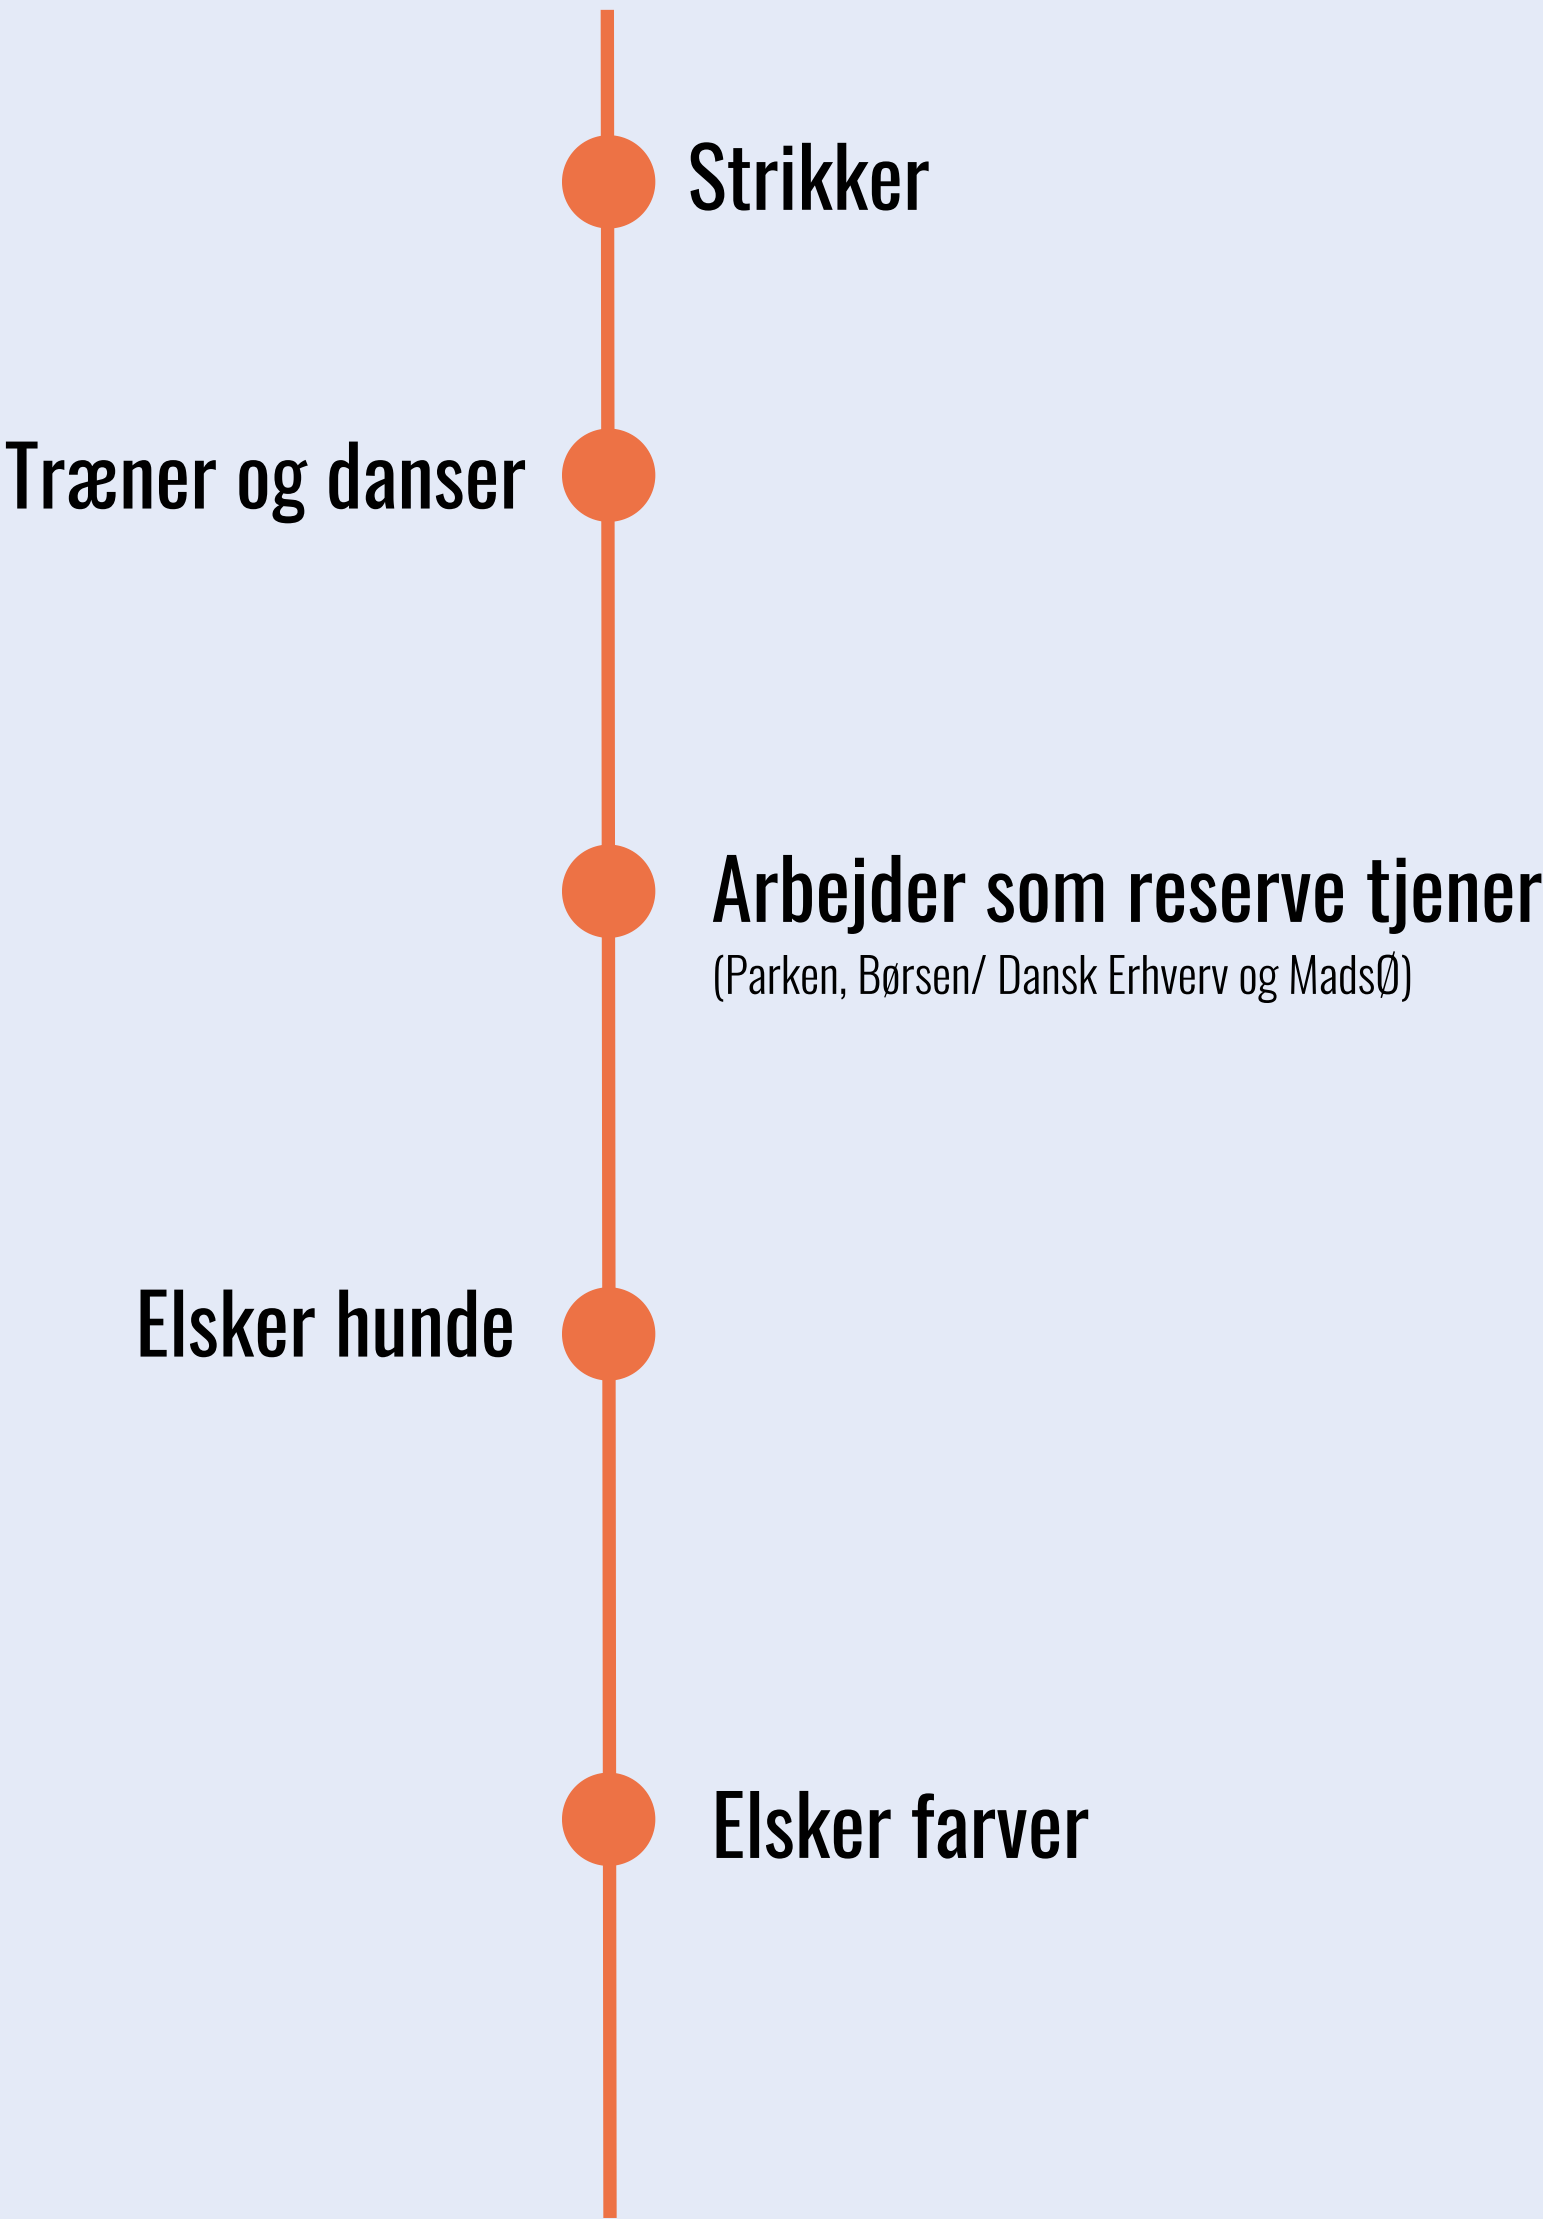 Strikker
Træner og danser
Arbejder som reserve tjener
(Parken, Børsen/ Dansk Erhverv og MadsØ)
Elsker hunde
Elsker farver